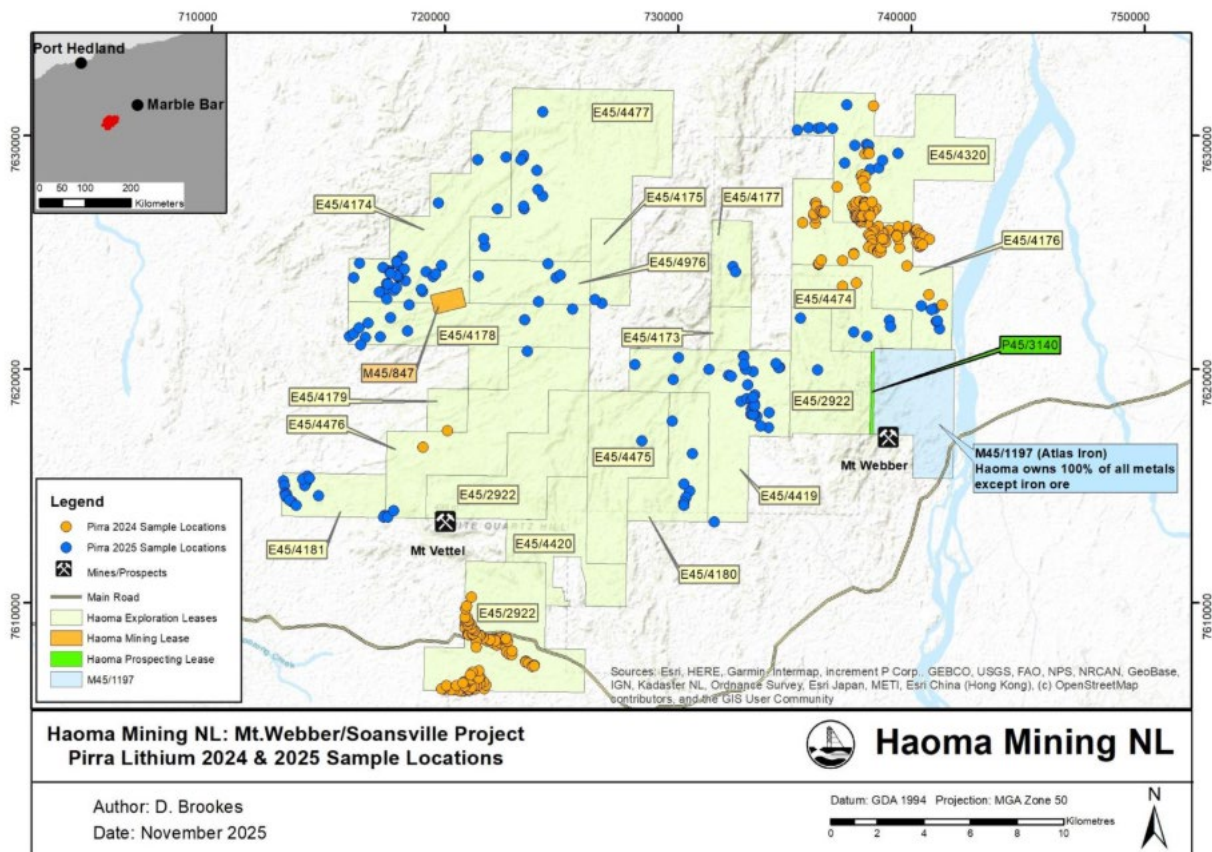 710000
720000
730000
740000
750000
Port Hedland
Marble Bar
0 50 100 200
Kilometers
7630000
7630000
E45/4477
E45/4320
E45/4174
E45/4175
E45/4177
E45/4176
E45/4976
E45/4474
E45/4178
E45/4173
P45/3140
M45/847
7620000
7620000
E45/4179
E45/2922
E45/4476
E45/4475
Mt Webber
M45/1197 (Atlas Iron)
Haoma owns 100% of all metals
except iron ore
E45/2922
E45/4419
WHITE QUARTZ HILL
Mt Vettel
E45/4181
E45/4420
E45/4180
Legend
Pirra 2024 Sample Locations
Pirra 2025 Sample Locations
Mines/Prospects
Main Road
Haoma Exploration Leases
Haoma Mining Lease
Haoma Prospecting Lease
M45/1197
7610000
7610000
E45/2922
Creek
Sources: Esri, HERE, Garmin, Intermap, increment P Corp., GEBCO, USGS, FAO, NPS, NRCAN, GeoBase,
IGN, Kadaster NL, Ordnance Survey, Esri Japan, METI, Esri China (Hong Kong), (c) OpenStreetMap
contributors, and the GIS User Community
Haoma Mining NL: Mt.Webber/Soansville Project
Pirra Lithium 2024 & 2025 Sample Locations
Haoma Mining NL
Author: D. Brookes
Date: November 2025
Datum: GDA 1994 Projection: MGA Zone 50
Kilometres
0 2 4 6 8 10
N